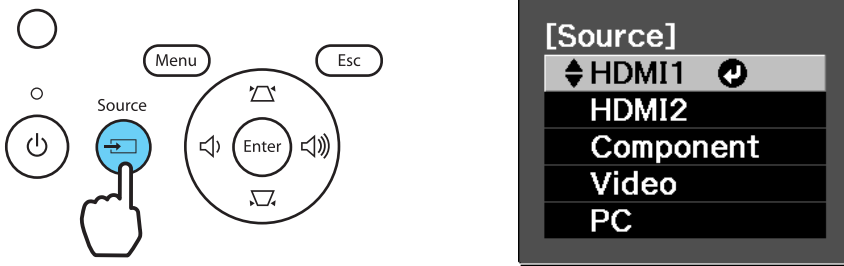 Menu
Esc
Source
Enter
[Source]
HDMI1
HDMI2
Component
Video
PC